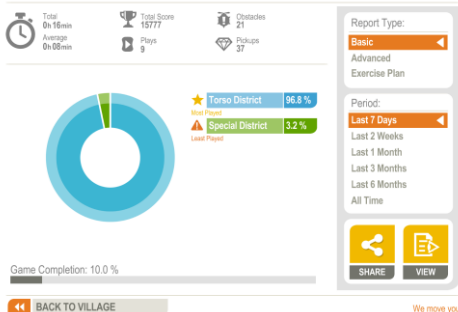 Total
0h 16min
Average
0h 08min
Total Score
15777
Plays
9
Obstacles
21
Pickups
37
Torso District 96.8 %
Most Played
Special District 3.2 %
Least Played
Game Completion: 10.0 %
BACK TO VILLAGE
Report Type:
Basic
Advanced
Exercise Plan
Period:
Last 7 Days
Last 2 Weeks
Last 1 Month
Last 3 Months
Last 6 Months
All Time
SHARE
VIEW
We move you